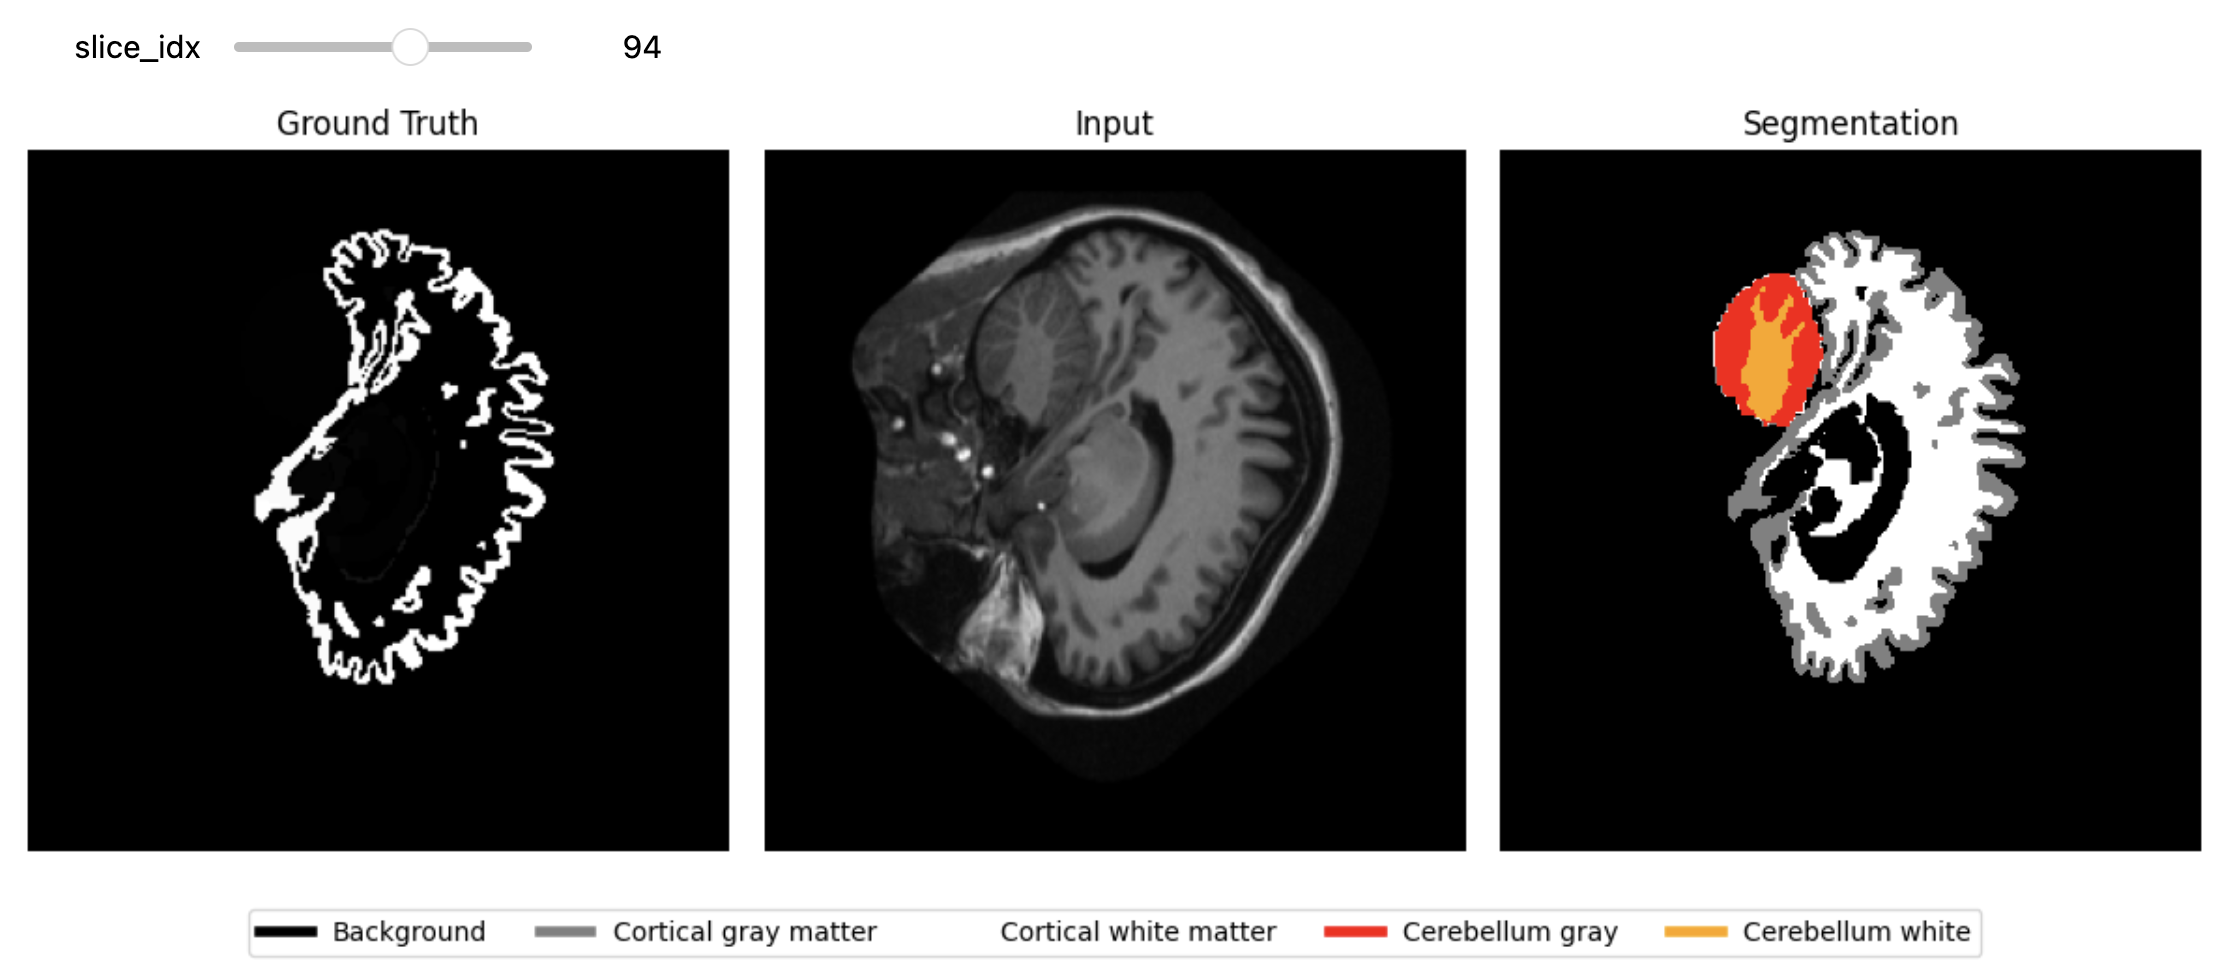 slice_idx 94
Ground Truth Input Segmentation
Background Cortical gray matter Cortical white matter Cerebellum gray Cerebellum white